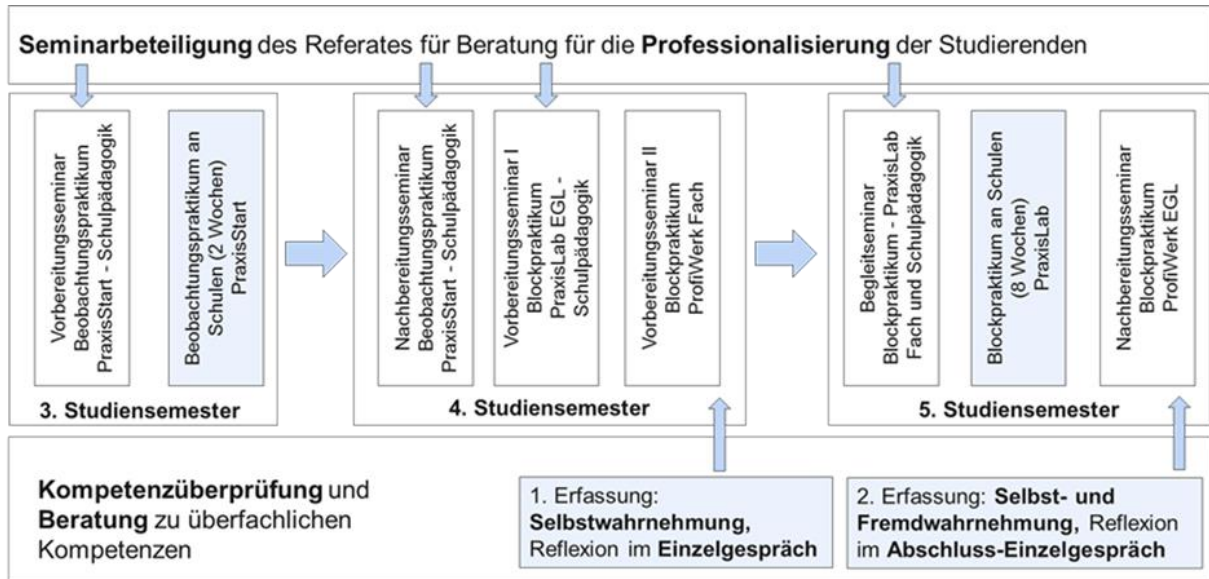 Seminarbeteiligung des Referates für Beratung für die Professionalisierung der Studierenden
Vorbereitungsseminar
Beobachtungspraktikum
PraxisStart - Schulpädagogik
Beobachtungspraktikum an
Schulen (2 Wochen)
PraxisStart
3. Studiensemester
Nachbereitungsseminar
Beobachtungspraktikum
PraxisStart - Schulpädagogik
Vorbereitungsseminar I
Blockpraktikum
PraxisLab EGL -
Schulpädagogik
Vorbereitungsseminar II
Blockpraktikum
ProfiWerk Fach
4. Studiensemester
Begleitseminar
Blockpraktikum - PraxisLab
Fach und Schulpädagogik
Blockpraktikum an Schulen
(8 Wochen)
PraxisLab
Nachbereitungsseminar
Blockpraktikum
ProfiWerk EGL
5. Studiensemester
Kompetenzüberprüfung und
Beratung zu überfachlichen
Kompetenzen
1. Erfassung:
Selbstwahrnehmung,
Reflexion im Einzelgespräch
2. Erfassung: Selbst- und
Fremdwahrnehmung, Reflexion
im Abschluss-Einzelgespräch